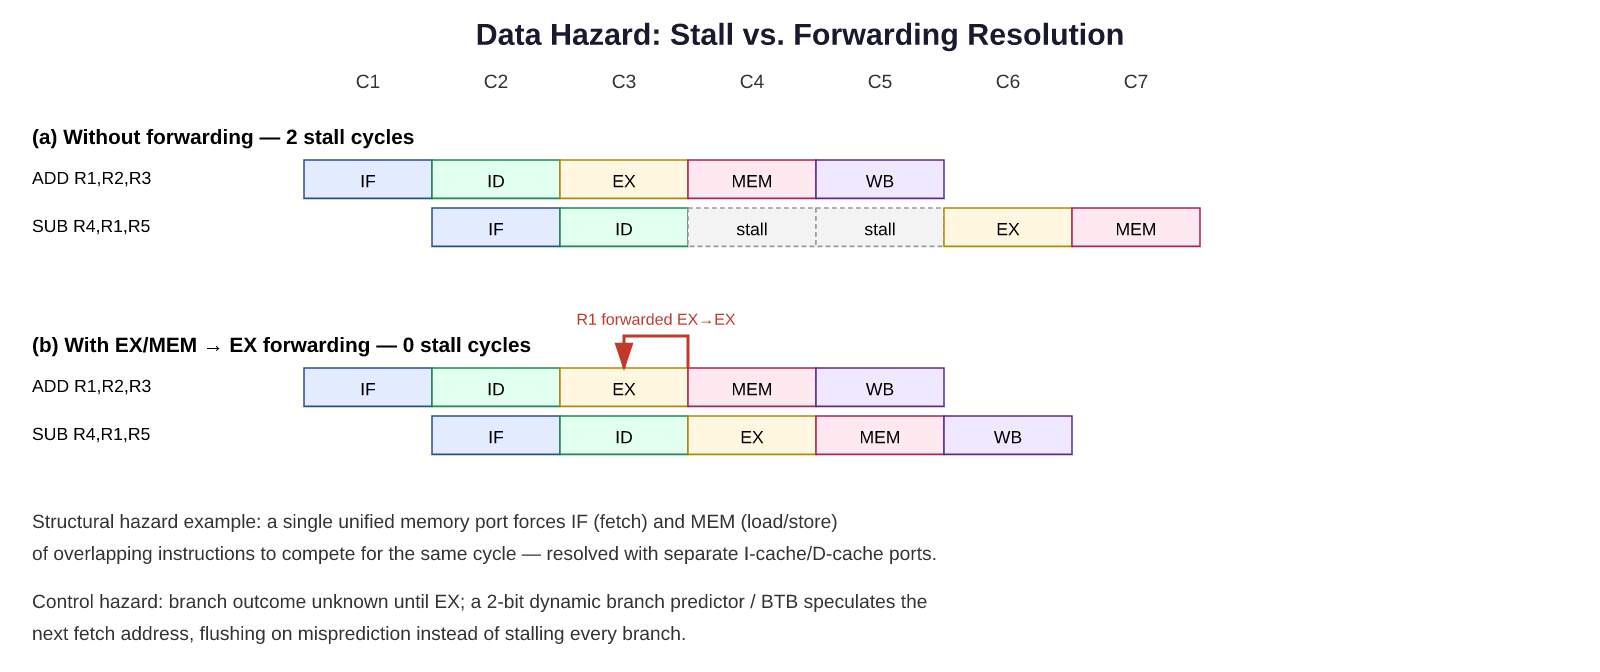 Data Hazard: Stall vs. Forwarding Resolution
C1 C2 C3 C4 C5 C6 C7
(a) Without forwarding — 2 stall cycles
ADD R1,R2,R3 IF ID EX MEM WB
SUB R4,R1,R5 IF ID stall stall EX MEM
R1 forwarded EX→EX
(b) With EX/MEM → EX forwarding — 0 stall cycles
ADD R1,R2,R3 IF ID EX MEM WB
SUB R4,R1,R5 IF ID EX MEM WB
Structural hazard example: a single unified memory port forces IF (fetch) and MEM (load/store)
of overlapping instructions to compete for the same cycle — resolved with separate I-cache/D-cache ports.
Control hazard: branch outcome unknown until EX; a 2-bit dynamic branch predictor / BTB speculates the
next fetch address, flushing on misprediction instead of stalling every branch.